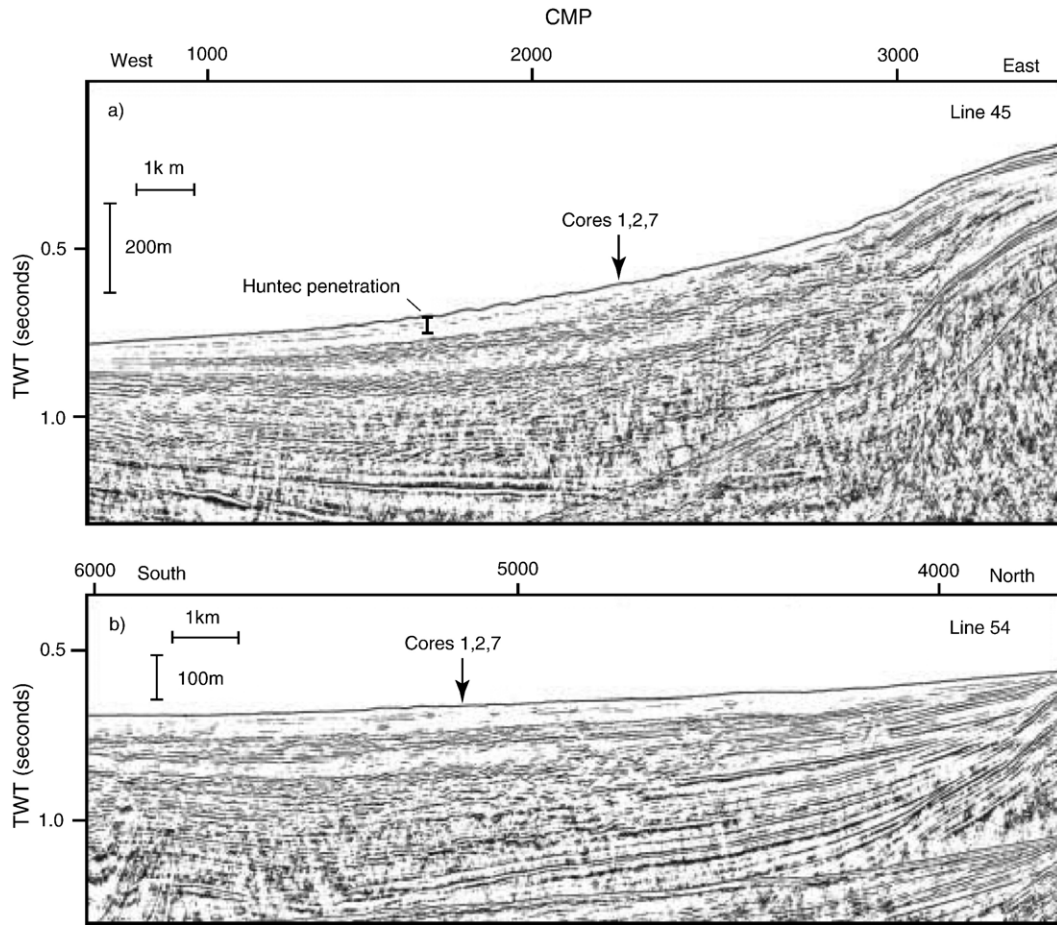 CMP
1000 2000 3000
West East
a) Line 45
1k m
200m
Cores 1,2,7
Huntec penetration
0.5
1.0
TWT (seconds)
6000 5000 4000
South North
b) Line 54
1km
100m
Cores 1,2,7
0.5
1.0
TWT (seconds)